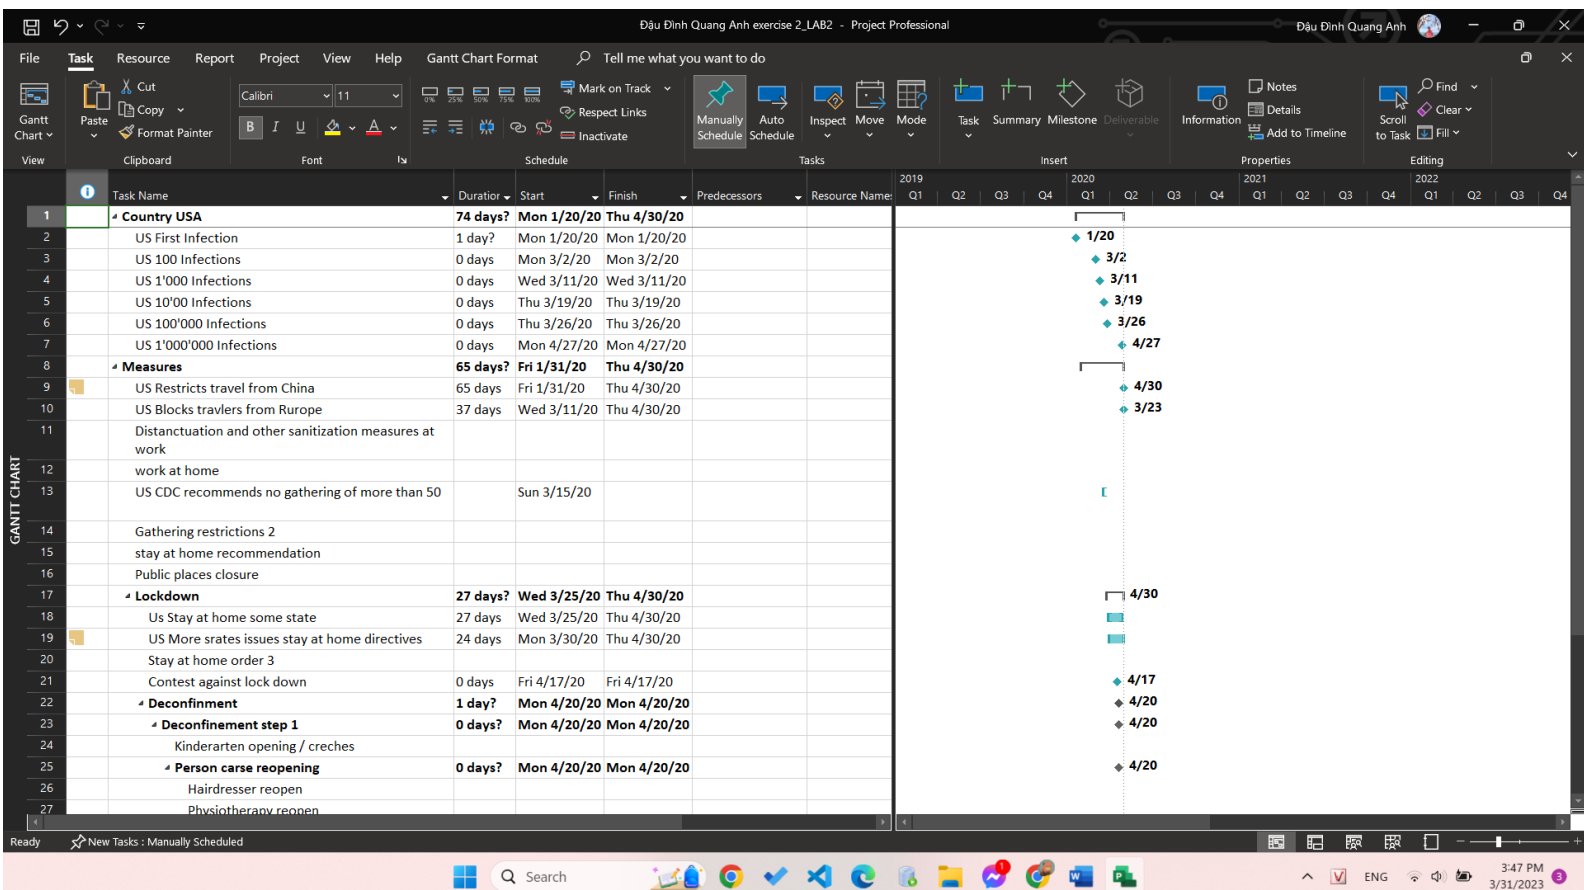 Đậu Đình Quang Anh exercise 2_LAB2 - Project Professional
Đậu Đình Quang Anh
File Task Resource Report Project View Help Gantt Chart Format Tell me what you want to do
Gantt Chart
View
Paste
Cut
Copy
Format Painter
Clipboard
Calibri 11
B I U A
Font
0% 25% 50% 75% 100%
Mark on Track
Respect Links
Inactivate
Schedule
Manually Schedule
Auto Schedule
Inspect
Move
Mode
Tasks
Task
Summary
Milestone
Deliverable
Insert
Information
Notes
Details
Add to Timeline
Properties
Scroll to Task
Find
Clear
Fill
Editing
Task Name Duration Start Finish Predecessors Resource Names
2019 2020 2021 2022
Q1 Q2 Q3 Q4 Q1 Q2 Q3 Q4 Q1 Q2 Q3 Q4 Q1 Q2 Q3 Q4
1 Country USA 74 days? Mon 1/20/20 Thu 4/30/20
2 US First Infection 1 day? Mon 1/20/20 Mon 1/20/20 1/20
3 US 100 Infections 0 days Mon 3/2/20 Mon 3/2/20 3/2
4 US 1'000 Infections 0 days Wed 3/11/20 Wed 3/11/20 3/11
5 US 10'00 Infections 0 days Thu 3/19/20 Thu 3/19/20 3/19
6 US 100'000 Infections 0 days Thu 3/26/20 Thu 3/26/20 3/26
7 US 1'000'000 Infections 0 days Mon 4/27/20 Mon 4/27/20 4/27
8 Measures 65 days? Fri 1/31/20 Thu 4/30/20
9 US Restricts travel from China 65 days Fri 1/31/20 Thu 4/30/20 4/30
10 US Blocks travlers from Rurope 37 days Wed 3/11/20 Thu 4/30/20 3/23
11 Distanctuation and other sanitization measures at
work
12 work at home
13 US CDC recommends no gathering of more than 50 Sun 3/15/20
14 Gathering restrictions 2
15 stay at home recommendation
16 Public places closure
17 Lockdown 27 days? Wed 3/25/20 Thu 4/30/20 4/30
18 Us Stay at home some state 27 days Wed 3/25/20 Thu 4/30/20
19 US More srates issues stay at home directives 24 days Mon 3/30/20 Thu 4/30/20
20 Stay at home order 3
21 Contest against lock down 0 days Fri 4/17/20 Fri 4/17/20 4/17
22 Deconfinment 1 day? Mon 4/20/20 Mon 4/20/20 4/20
23 Deconfinement step 1 0 days? Mon 4/20/20 Mon 4/20/20 4/20
24 Kinderarten opening / creches
25 Person carse reopening 0 days? Mon 4/20/20 Mon 4/20/20 4/20
26 Hairdresser reopen
27 Physiotherapy reopen
GANTT CHART
Ready New Tasks : Manually Scheduled
Search
1
V
ENG
3:47 PM
3/31/2023
3